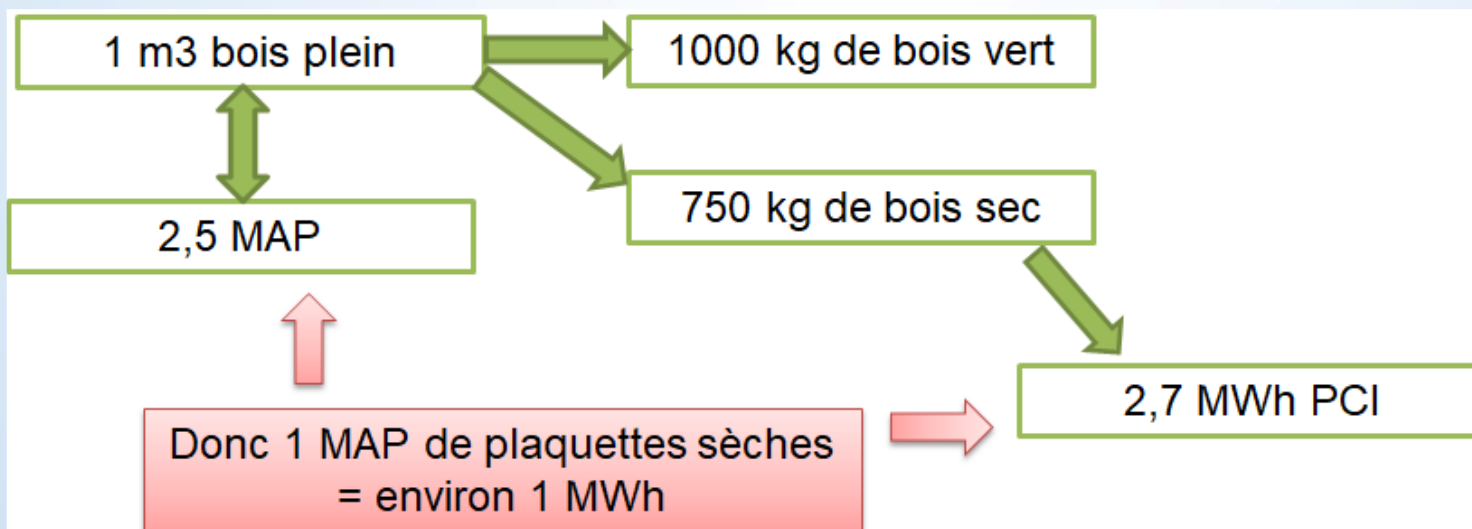 1 m3 bois plein
1000 kg de bois vert
750 kg de bois sec
2,5 MAP
2,7 MWh PCI
Donc 1 MAP de plaquettes sèches
= environ 1 MWh